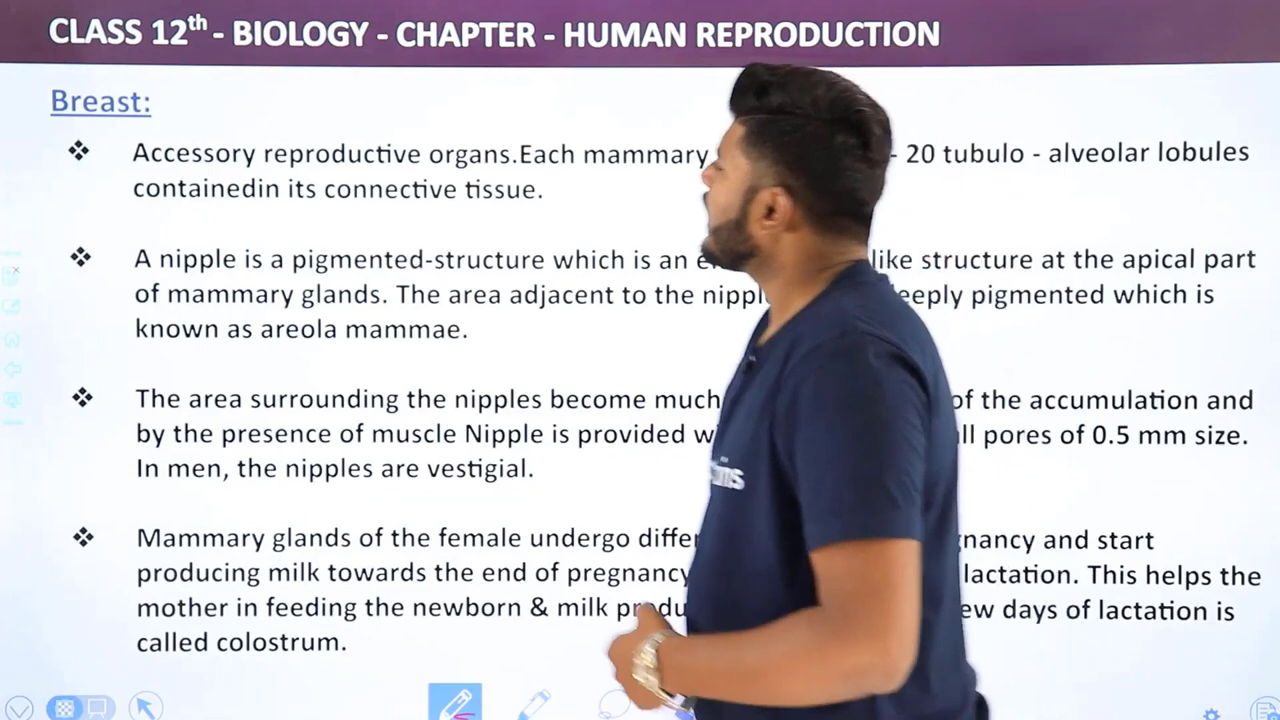 CLASS 12th - BIOLOGY - CHAPTER - HUMAN REPRODUCTION
Breast:
Accessory reproductive organs.Each mammary - 20 tubulo - alveolar lobules
containedin its connective tissue.
A nipple is a pigmented-structure which is an like structure at the apical part
of mammary glands. The area adjacent to the pigmented which is
known as areola mammae.
The area surrounding the nipples become much of the accumulation and
by the presence of muscle Nipple is provided pores of 0.5 mm size.
In men, the nipples are vestigial.
Mammary glands of the female undergo and start
producing milk towards the end of pregnancy lactation. This helps the
mother in feeding the newborn & milk days of lactation is
called colostrum.